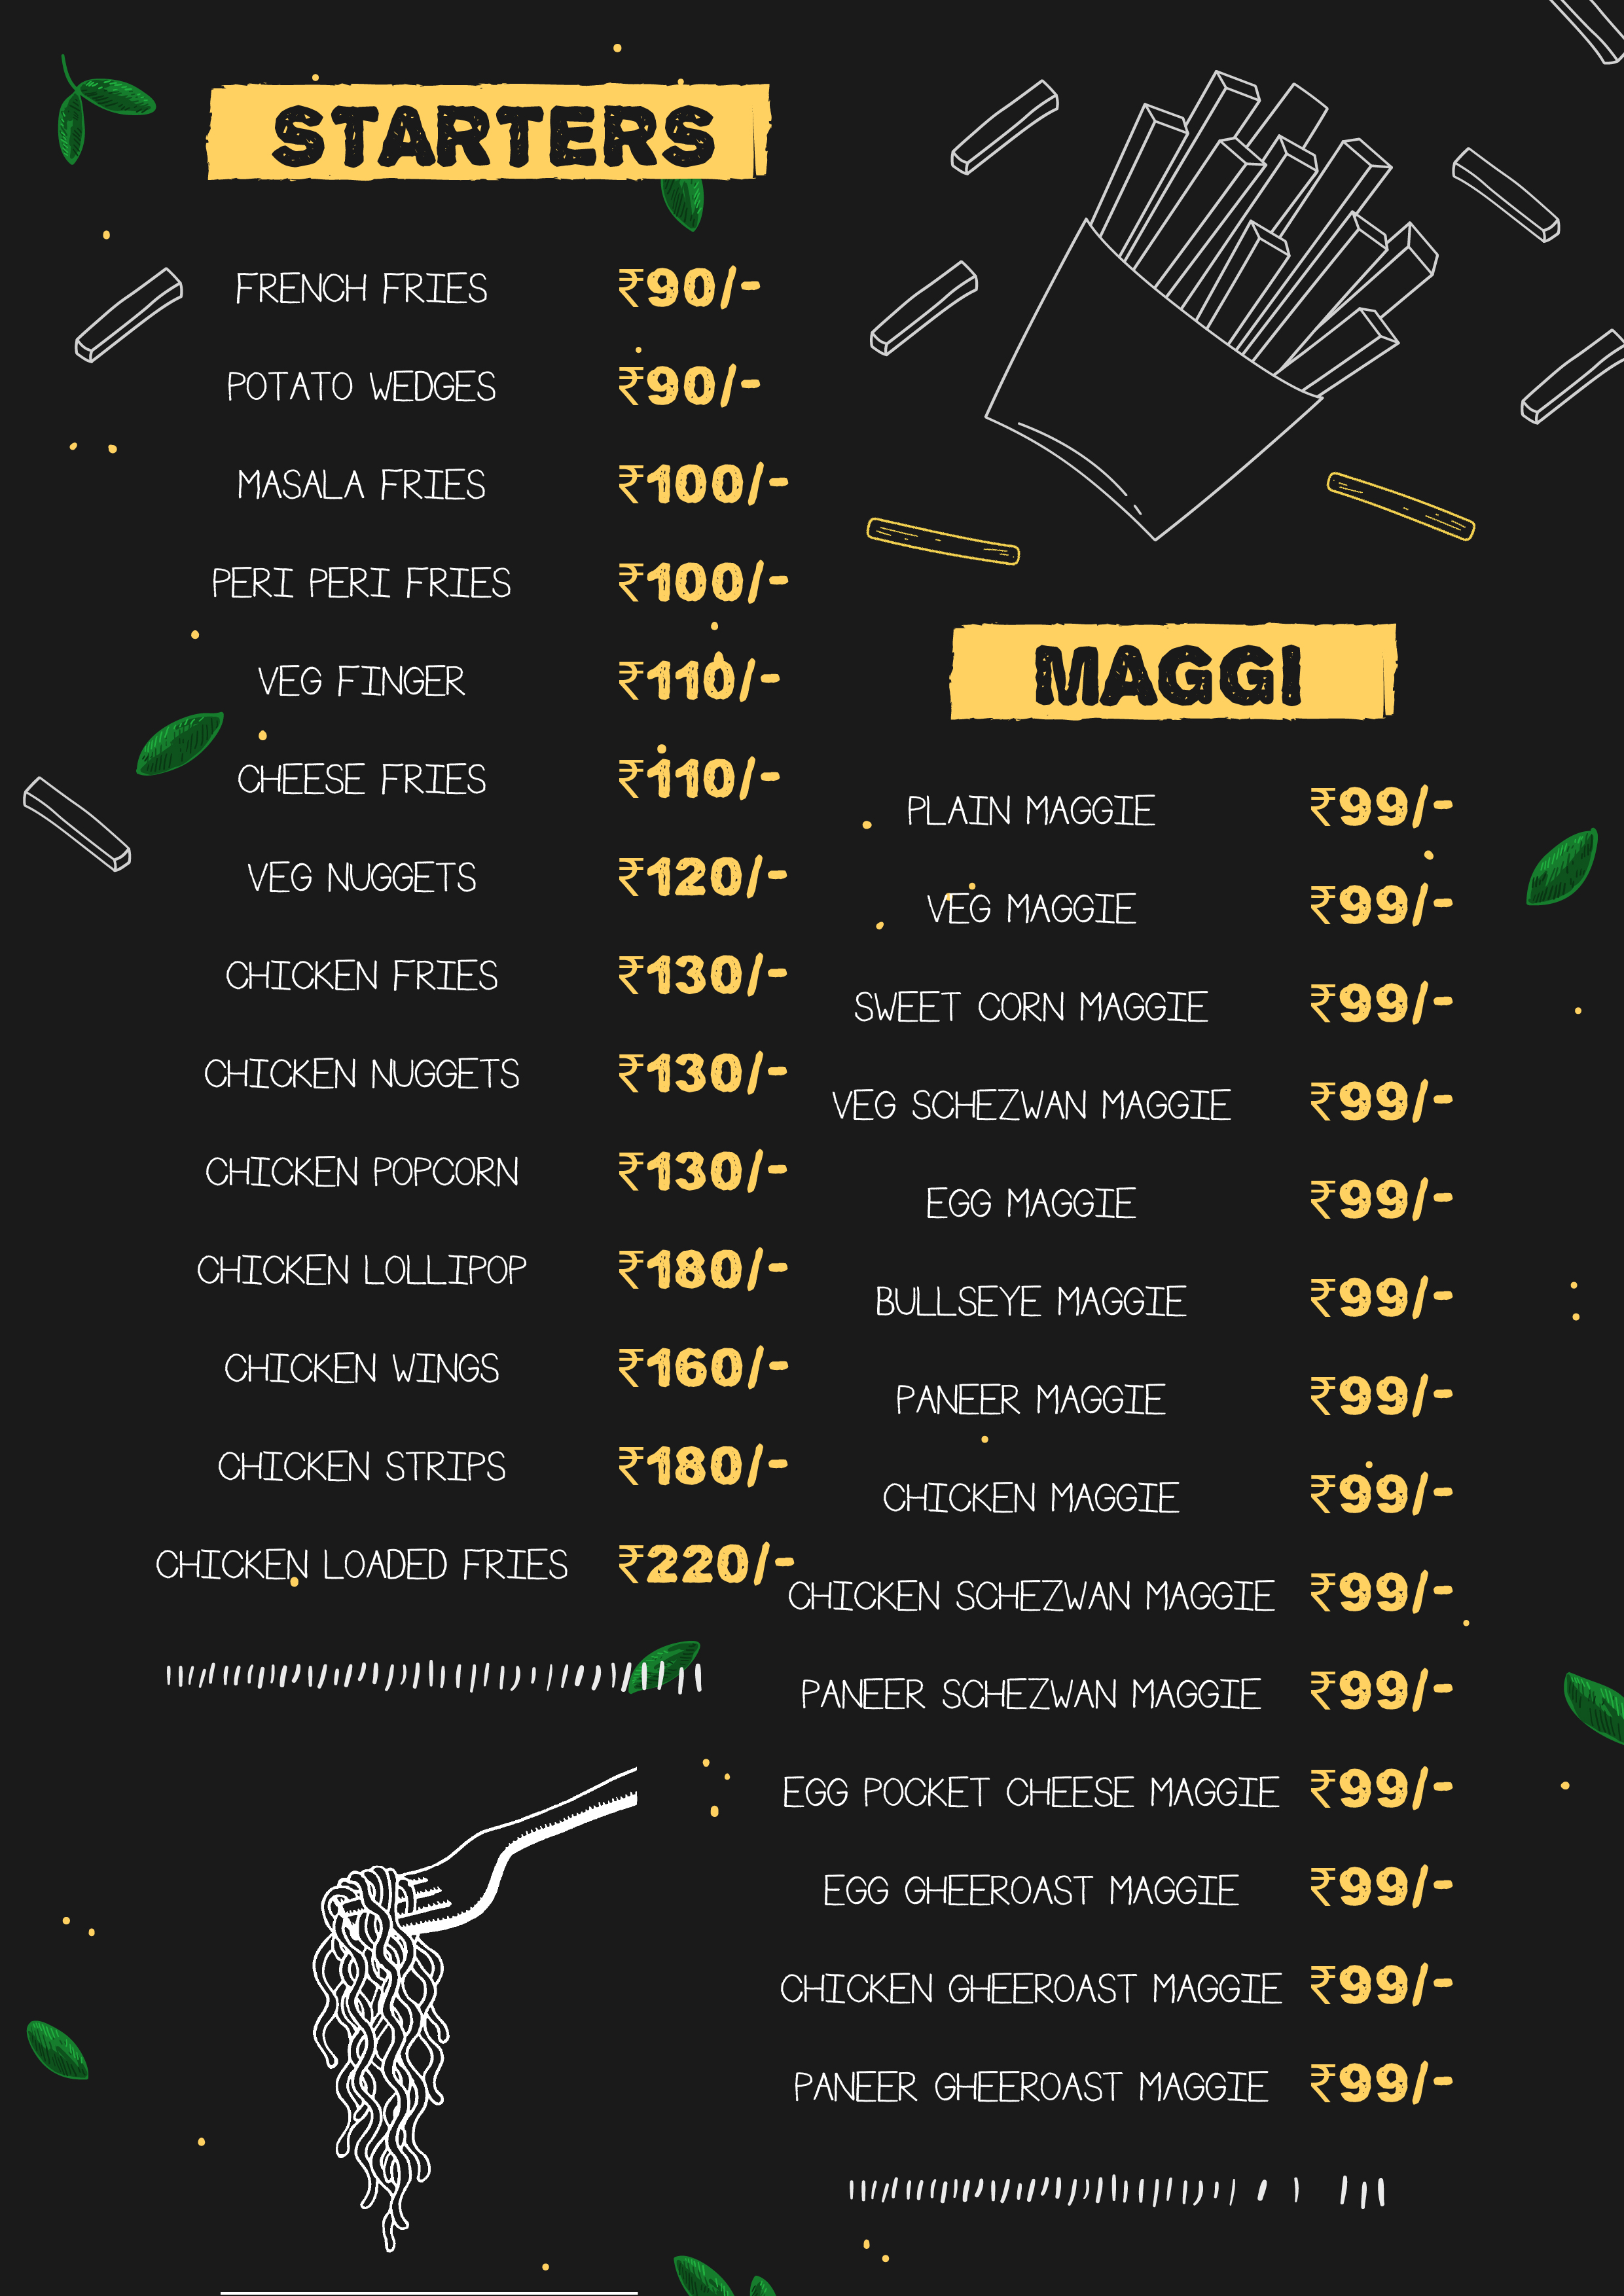 STARTERS
FRENCH FRIES ₹90/-
POTATO WEDGES ₹90/-
MASALA FRIES ₹100/-
PERI PERI FRIES ₹100/-
VEG FINGER ₹110/-
CHEESE FRIES ₹110/-
VEG NUGGETS ₹120/-
CHICKEN FRIES ₹130/-
CHICKEN NUGGETS ₹130/-
CHICKEN POPCORN ₹130/-
CHICKEN LOLLIPOP ₹180/-
CHICKEN WINGS ₹160/-
CHICKEN STRIPS ₹180/-
CHICKEN LOADED FRIES ₹220/-
MAGGI
PLAIN MAGGIE ₹99/-
VEG MAGGIE ₹99/-
SWEET CORN MAGGIE ₹99/-
VEG SCHEZWAN MAGGIE ₹99/-
EGG MAGGIE ₹99/-
BULLSEYE MAGGIE ₹99/-
PANEER MAGGIE ₹99/-
CHICKEN MAGGIE ₹99/-
CHICKEN SCHEZWAN MAGGIE ₹99/-
PANEER SCHEZWAN MAGGIE ₹99/-
EGG POCKET CHEESE MAGGIE ₹99/-
EGG GHEEROAST MAGGIE ₹99/-
CHICKEN GHEEROAST MAGGIE ₹99/-
PANEER GHEEROAST MAGGIE ₹99/-